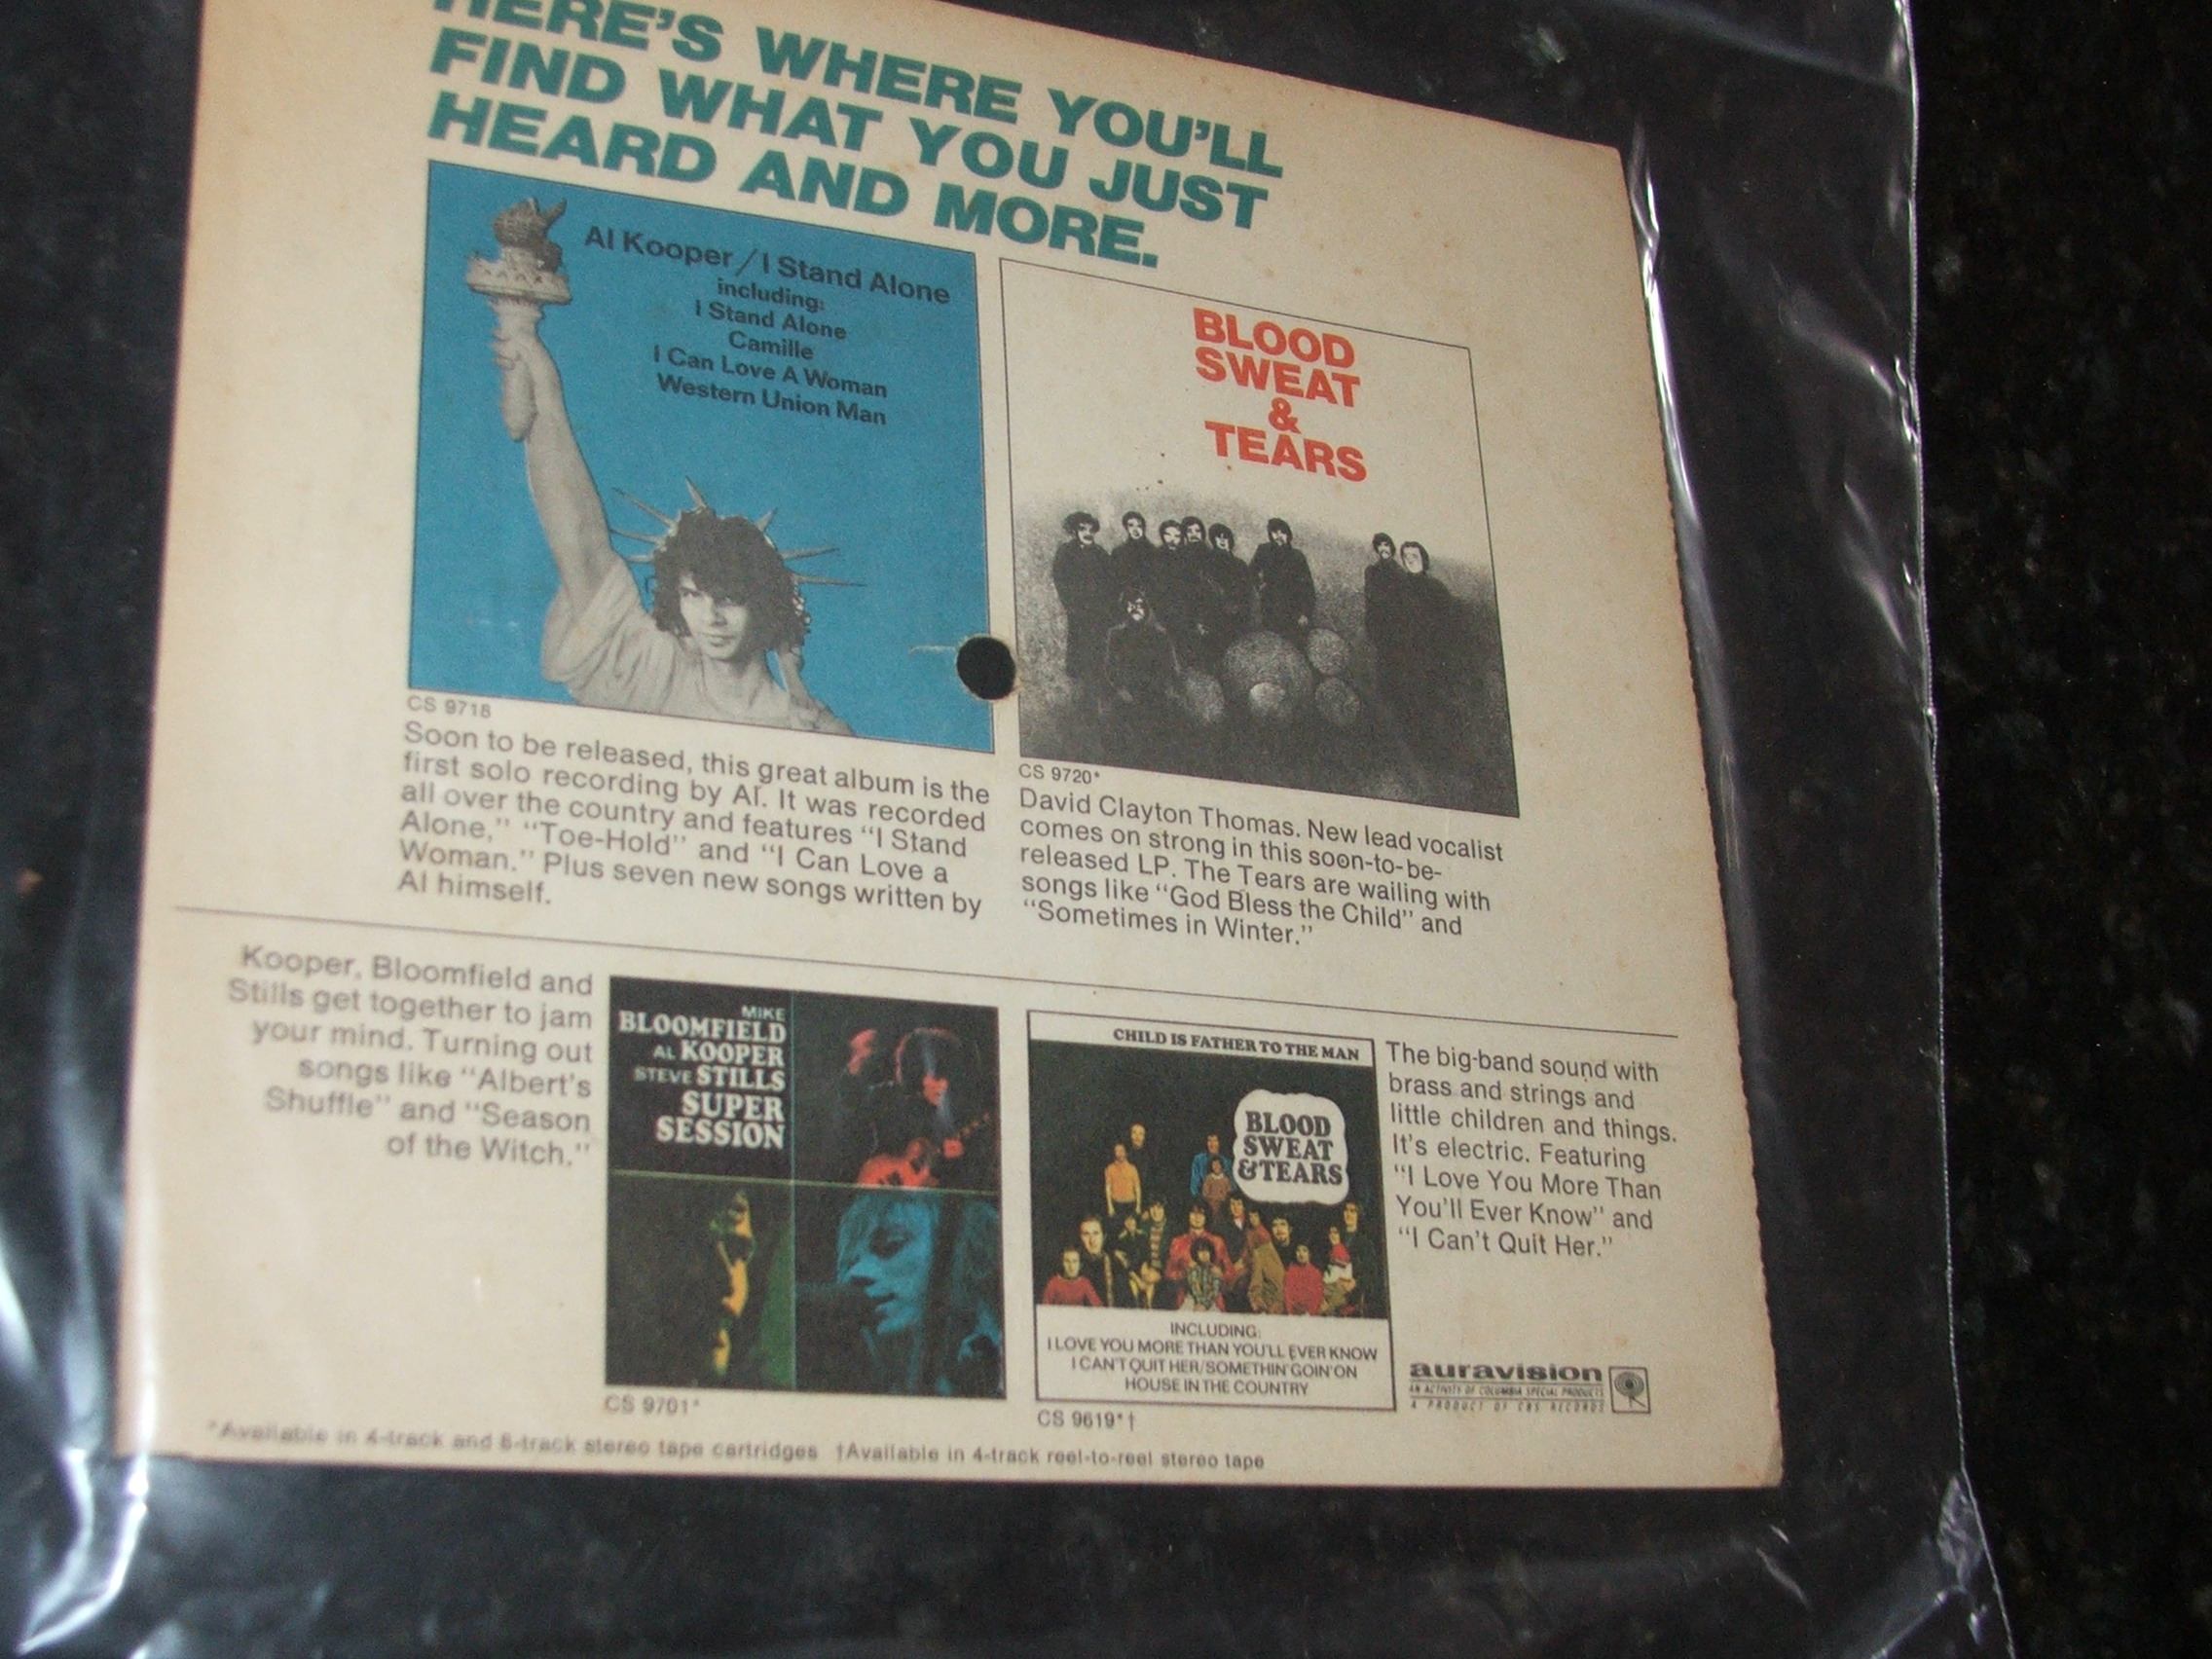 HERE'S WHERE YOU'LL
FIND WHAT YOU JUST
HEARD AND MORE.
Al Kooper/I Stand Alone
including:
I Stand Alone
Camille
I Can Love A Woman
Western Union Man
CS 9718
Soon to be released, this great album is the
first solo recording by Al. It was recorded
all over the country and features "I Stand
Alone," "Toe-Hold" and "I Can Love a
Woman." Plus seven new songs written by
Al himself.
BLOOD
SWEAT
&
TEARS
CS 9720*
David Clayton Thomas. New lead vocalist
comes on strong in this soon-to-be-
released LP. The Tears are wailing with
songs like "God Bless the Child" and
"Sometimes in Winter."
Kooper, Bloomfield and
Stills get together to jam
your mind. Turning out
songs like "Albert's
Shuffle" and "Season
of the Witch."
MIKE
BLOOMFIELD
AL KOOPER
STEVE STILLS
SUPER
SESSION
CS 9701*
CHILD IS FATHER TO THE MAN
BLOOD
SWEAT
&TEARS
INCLUDING:
I LOVE YOU MORE THAN YOU'LL EVER KNOW
I CAN'T QUIT HER/SOMETHIN' GOIN' ON
HOUSE IN THE COUNTRY
CS 9619*†
The big-band sound with
brass and strings and
little children and things.
It's electric. Featuring
"I Love You More Than
You'll Ever Know" and
"I Can't Quit Her."
auravision
AN ACTIVITY OF COLUMBIA SPECIAL PRODUCTS
A PRODUCT OF CBS RECORDS
*Available in 4-track and 8-track stereo tape cartridges †Available in 4-track reel-to-reel stereo tape